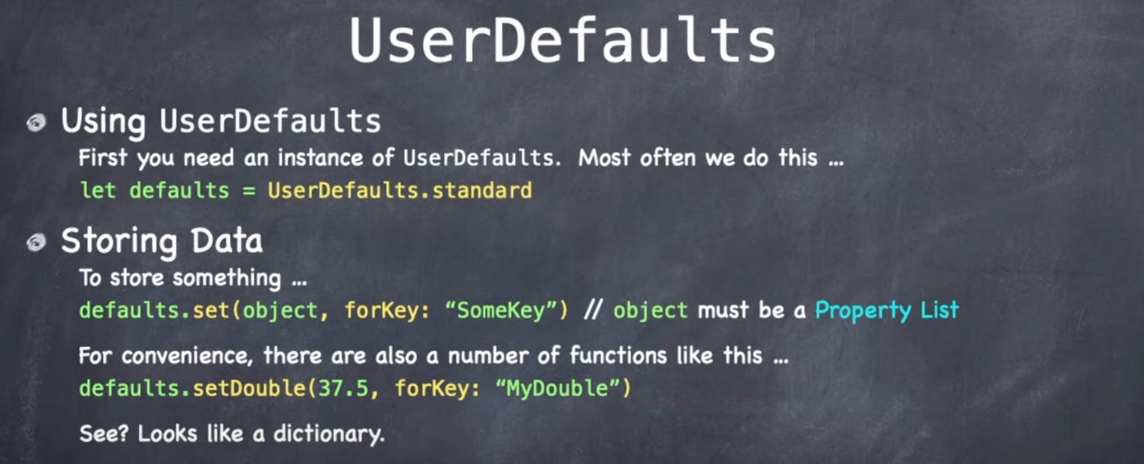 UserDefaults
Using UserDefaults
First you need an instance of UserDefaults. Most often we do this ...
let defaults = UserDefaults.standard
Storing Data
To store something ...
defaults.set(object, forKey: “SomeKey”) // object must be a Property List
For convenience, there are also a number of functions like this ...
defaults.setDouble(37.5, forKey: “MyDouble”)
See? Looks like a dictionary.